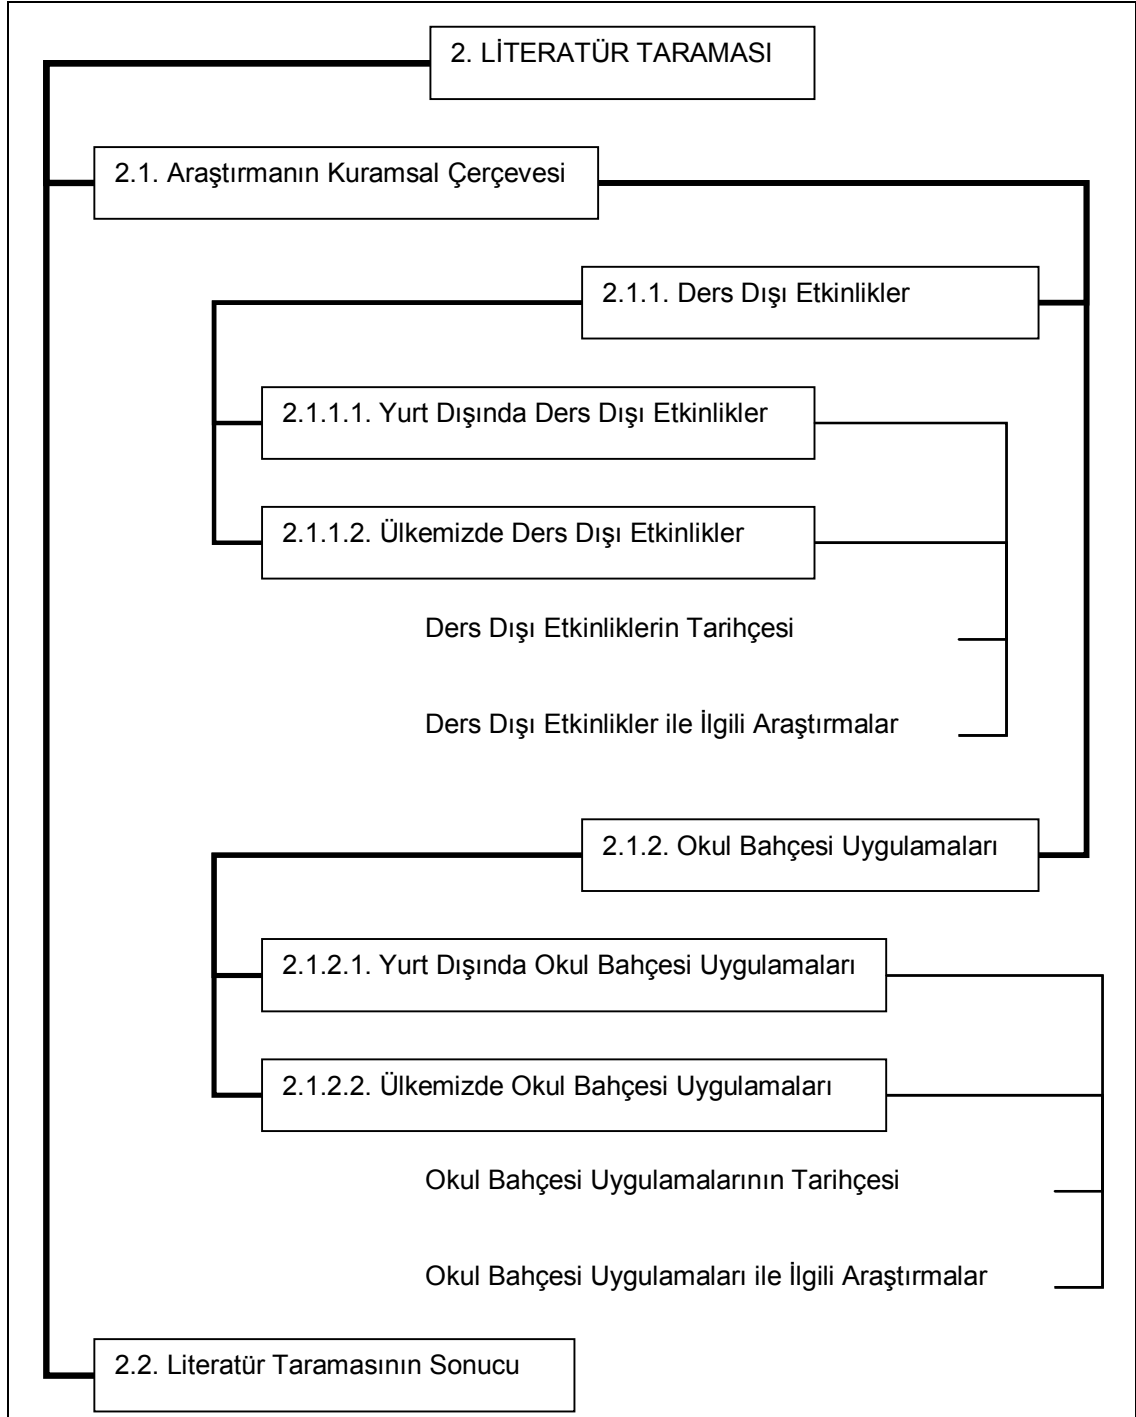 2. LİTERATÜR TARAMASI
2.1. Araştırmanın Kuramsal Çerçevesi
2.1.1. Ders Dışı Etkinlikler
2.1.1.1. Yurt Dışında Ders Dışı Etkinlikler
2.1.1.2. Ülkemizde Ders Dışı Etkinlikler
Ders Dışı Etkinliklerin Tarihçesi
Ders Dışı Etkinlikler ile İlgili Araştırmalar
2.1.2. Okul Bahçesi Uygulamaları
2.1.2.1. Yurt Dışında Okul Bahçesi Uygulamaları
2.1.2.2. Ülkemizde Okul Bahçesi Uygulamaları
Okul Bahçesi Uygulamalarının Tarihçesi
Okul Bahçesi Uygulamaları ile İlgili Araştırmalar
2.2. Literatür Taramasının Sonucu